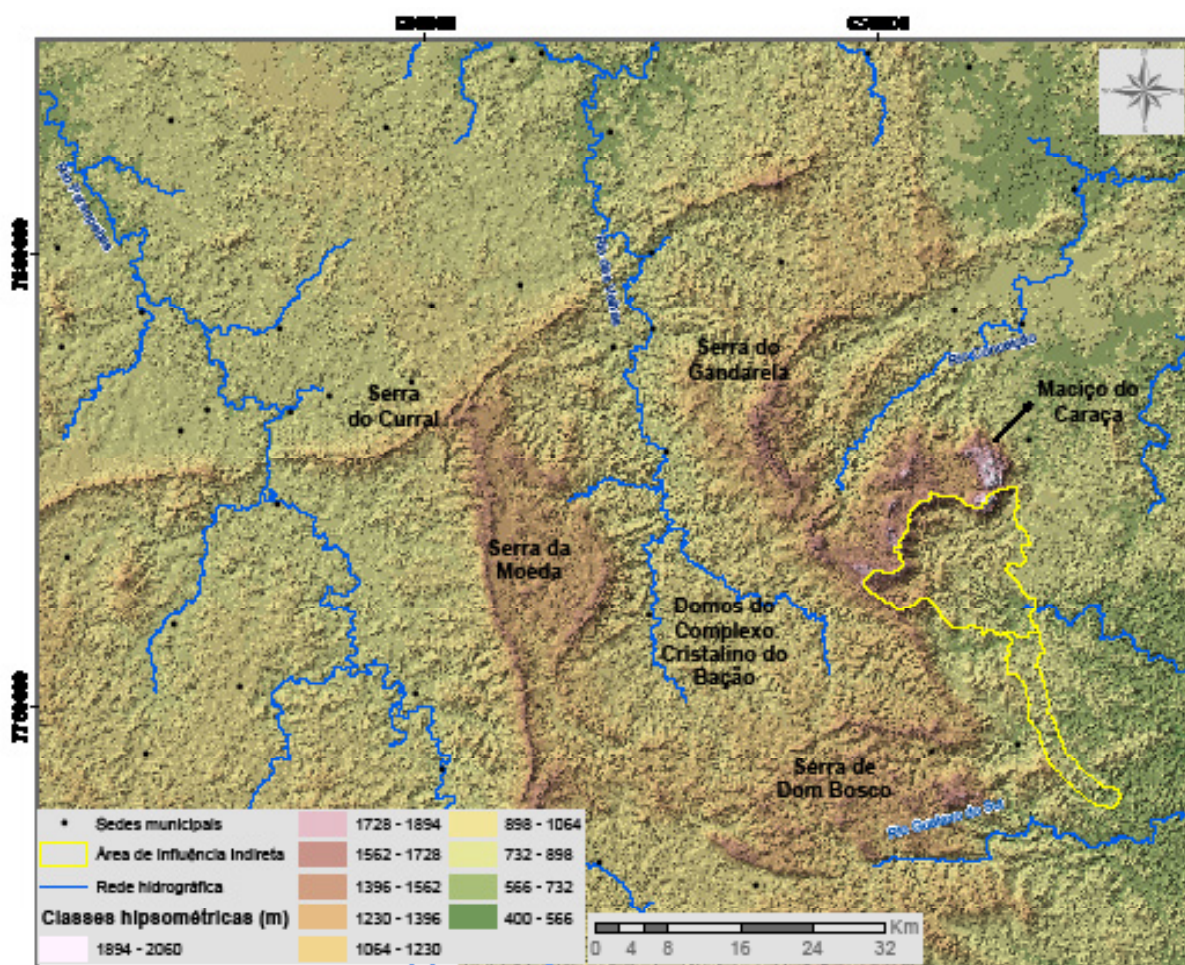 Serra do
Gandarela
Maciço do
Caraça
Serra
do Curral
Serra da
Moeda
Domos do
Complexo
Cristalino do
Bação
Serra de
Dom Bosco
Sedes municipais
Área de Influência Indireta
Rede hidrográfica
Classes hipsométricas (m)
1894 - 2060
1728 - 1894
1562 - 1728
1396 - 1562
1230 - 1396
1064 - 1230
898 - 1064
732 - 898
566 - 732
400 - 566
Km
0 4 8 16 24 32